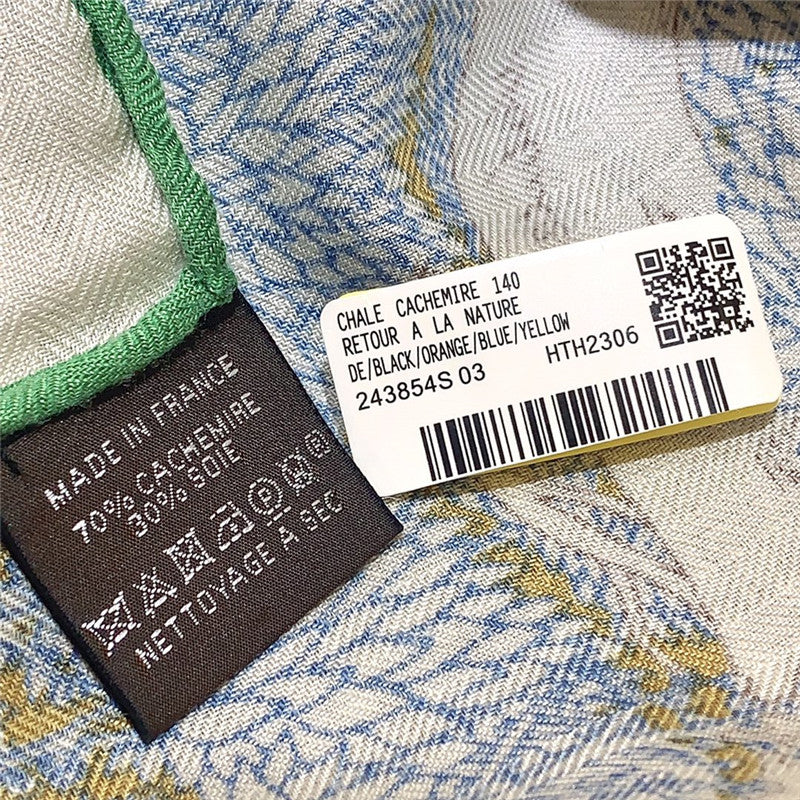 CHALE CACHEMIRE 140
RETOUR A LA NATURE
DE/BLACK/ORANGE/BLUE/YELLOW
243854S 03 HTH2306
MADE IN FRANCE
70% CACHEMIRE
30% SOIE
P
NETTOYAGE À SEC